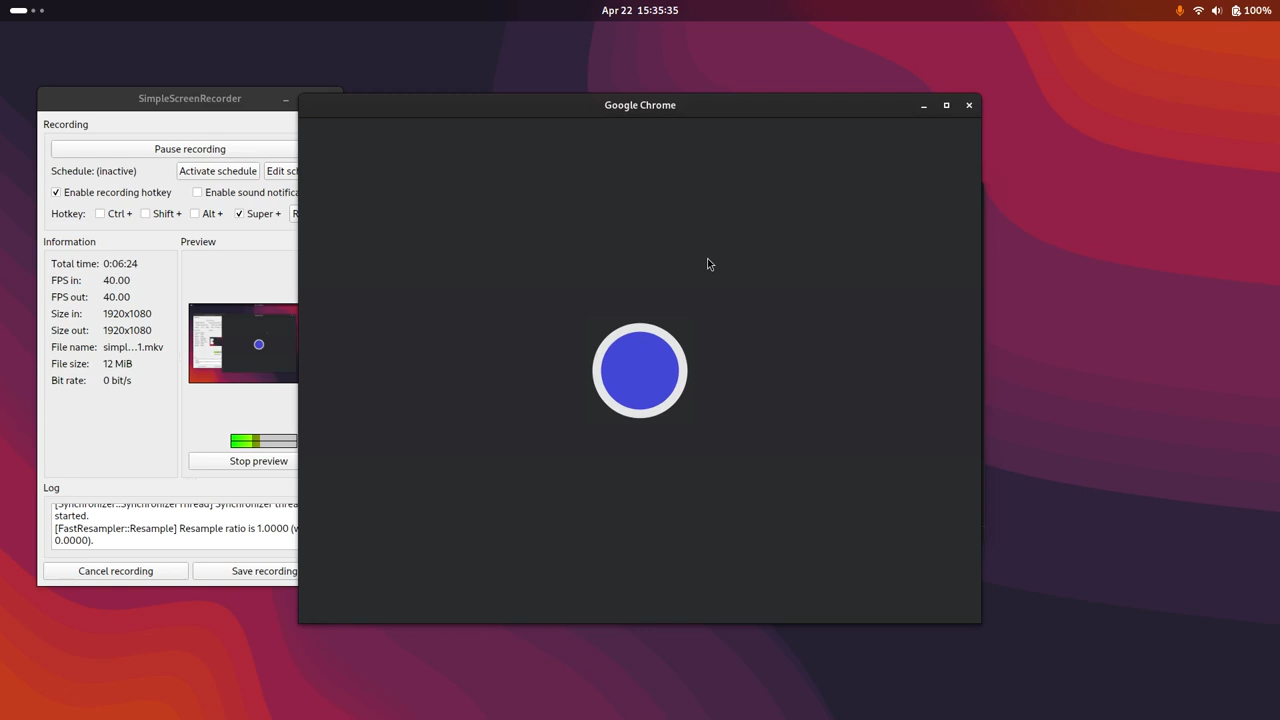 Apr 22  15:35:35
100%
SimpleScreenRecorder
Google Chrome
Recording
Pause recording
Schedule: (inactive)
Activate schedule
Edit sch
Enable recording hotkey
Enable sound notifica
Hotkey:
Ctrl +
Shift +
Alt +
Super +
R
Information
Total time: 0:06:24
FPS in: 40.00
FPS out: 40.00
Size in: 1920x1080
Size out: 1920x1080
File name: simpl...1.mkv
File size: 12 MiB
Bit rate: 0 bit/s
Preview
Stop preview
Log
[Synchronizer::SynchronizerThread] Synchronizer threa
started.
[FastResampler::Resample] Resample ratio is 1.0000 (w
0.0000).
Cancel recording
Save recording